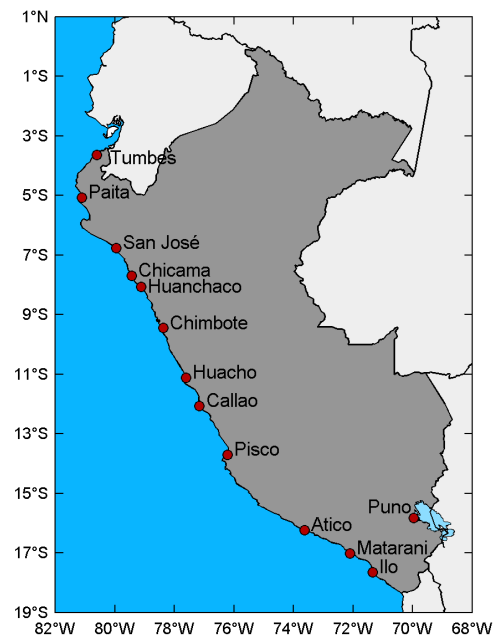 1°N
1°S
3°S
Tumbes
5°S
Paita
San José
7°S
Chicama
Huanchaco
9°S
Chimbote
11°S
Huacho
Callao
13°S
Pisco
15°S
Puno
Atico
17°S
Matarani
Ilo
19°S
82°W 80°W 78°W 76°W 74°W 72°W 70°W 68°W